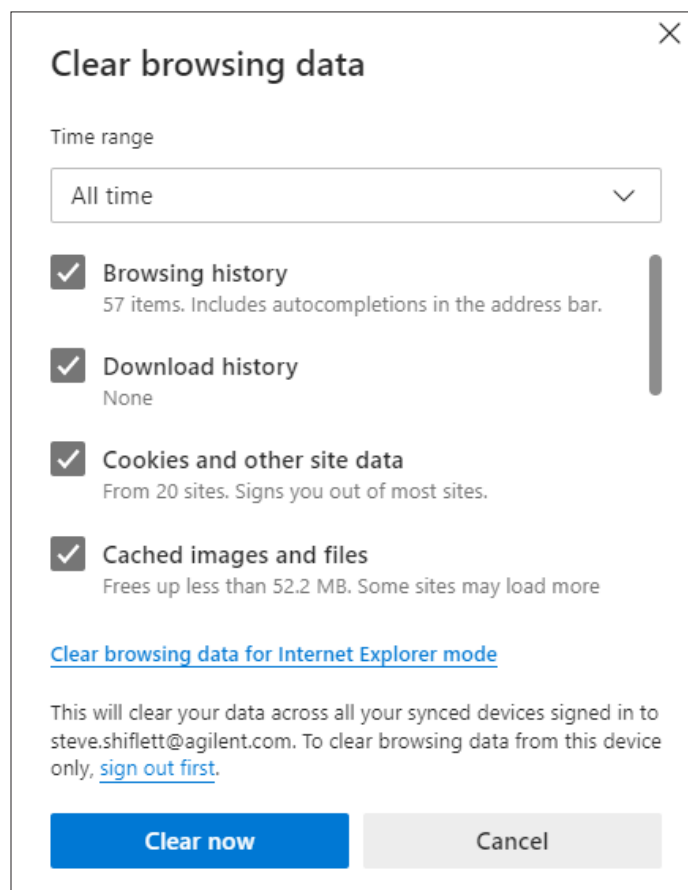 Clear browsing data
Time range
All time
Browsing history
57 items. Includes autocompletions in the address bar.
Download history
None
Cookies and other site data
From 20 sites. Signs you out of most sites.
Cached images and files
Frees up less than 52.2 MB. Some sites may load more
Clear browsing data for Internet Explorer mode
This will clear your data across all your synced devices signed in to
steve.shiflett@agilent.com. To clear browsing data from this device
only, sign out first.
Clear now
Cancel